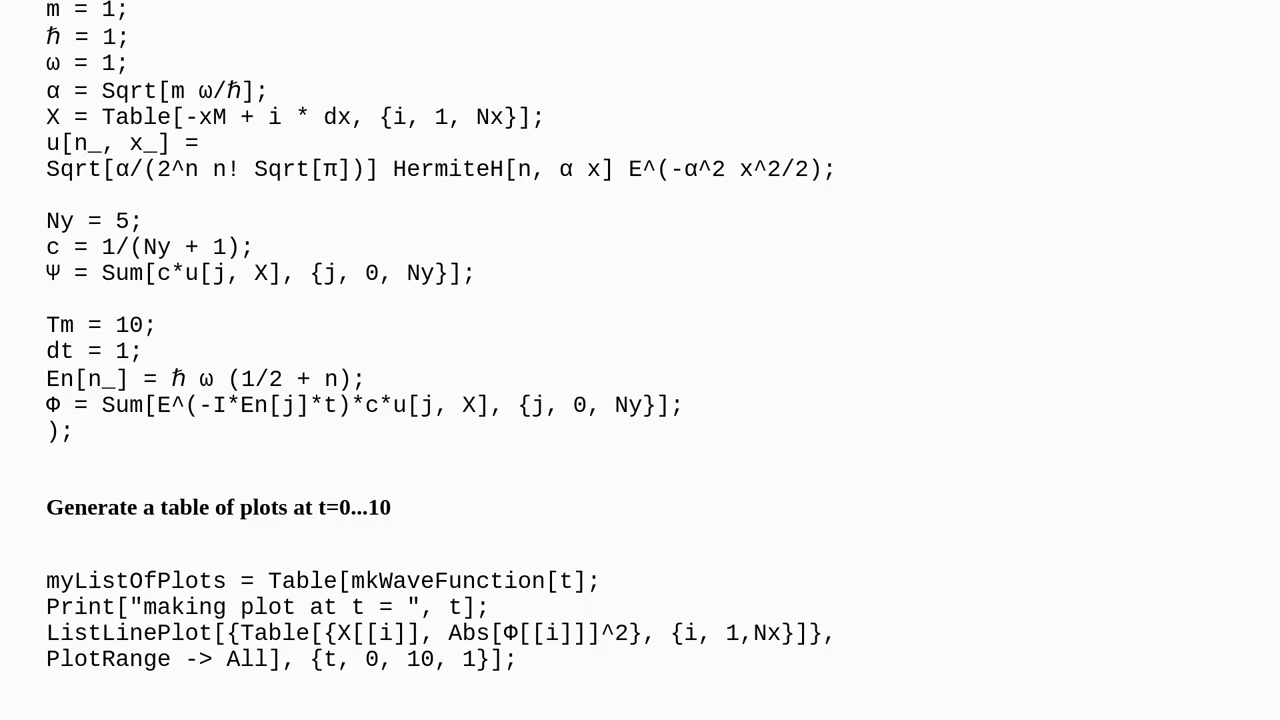 m = 1;
ℏ = 1;
ω = 1;
α = Sqrt[m ω/ℏ];
X = Table[-xM + i * dx, {i, 1, Nx}];
u[n_, x_] =
Sqrt[α/(2^n n! Sqrt[π])] HermiteH[n, α x] E^(-α^2 x^2/2);
Ny = 5;
c = 1/(Ny + 1);
Ψ = Sum[c*u[j, X], {j, 0, Ny}];
Tm = 10;
dt = 1;
En[n_] = ℏ ω (1/2 + n);
Φ = Sum[E^(-I*En[j]*t)*c*u[j, X], {j, 0, Ny}];
);
Generate a table of plots at t=0...10
myListOfPlots = Table[mkWaveFunction[t];
Print["making plot at t = ", t];
ListLinePlot[{Table[{X[[i]], Abs[Φ[[i]]]^2}, {i, 1,Nx}]},
PlotRange -> All], {t, 0, 10, 1}];